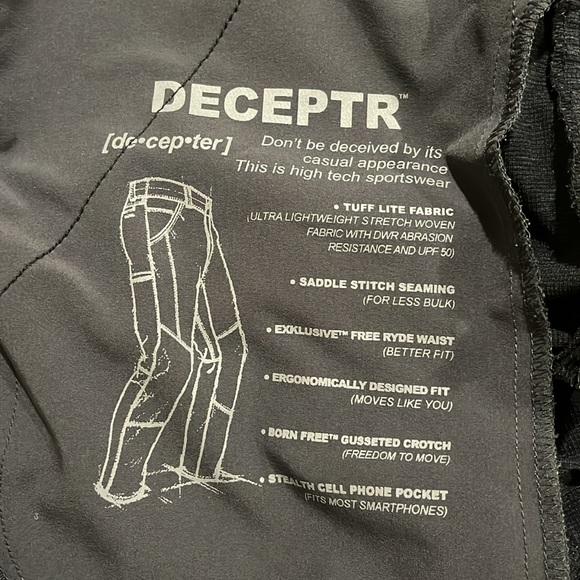 DECEPTR™
[de•cep•ter]
Don't be deceived by its
casual appearance
This is high tech sportswear
• TUFF LITE FABRIC
(ULTRA LIGHTWEIGHT STRETCH WOVEN
FABRIC WITH DWR ABRASION
RESISTANCE AND UPF 50)
• SADDLE STITCH SEAMING
(FOR LESS BULK)
• EXKLUSIVE™ FREE RYDE WAIST
(BETTER FIT)
• ERGONOMICALLY DESIGNED FIT
(MOVES LIKE YOU)
• BORN FREE™ GUSSETED CROTCH
(FREEDOM TO MOVE)
• STEALTH CELL PHONE POCKET
(FITS MOST SMARTPHONES)